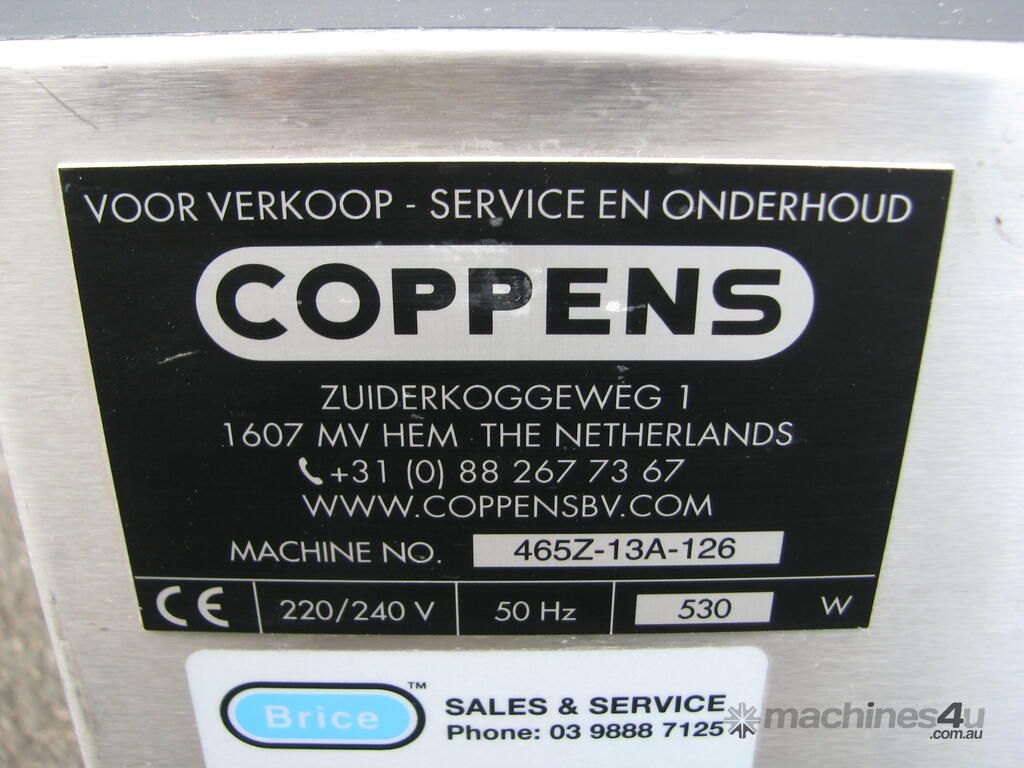 VOOR VERKOOP - SERVICE EN ONDERHOUD
COPPENS
ZUIDERKOGGEWEG 1
1607 MV HEM THE NETHERLANDS
+31 (0) 88 267 73 67
WWW.COPPENSBV.COM
MACHINE NO. 465Z-13A-126
CE 220/240 V 50 Hz 530 W
Brice™ SALES & SERVICE
Phone: 03 9888 7125
machines4u
.com.au